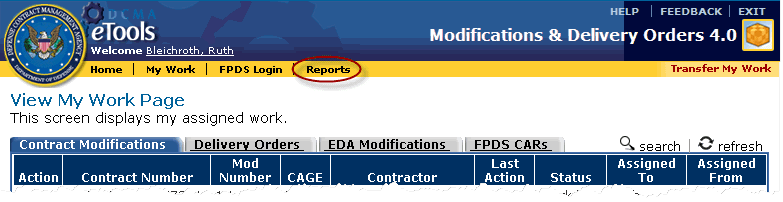 HELP | FEEDBACK | EXIT
DCMA
eTools
Welcome Bleichroth, Ruth
Modifications & Delivery Orders 4.0
DEFENSE CONTRACT MANAGEMENT AGENCY
DEPARTMENT OF DEFENSE
Home | My Work | FPDS Login | Reports
Transfer My Work
View My Work Page
This screen displays my assigned work.
Contract Modifications Delivery Orders EDA Modifications FPDS CARs search | refresh
Action Contract Number Mod Number CAGE Contractor Last Action Status Assigned To Assigned From